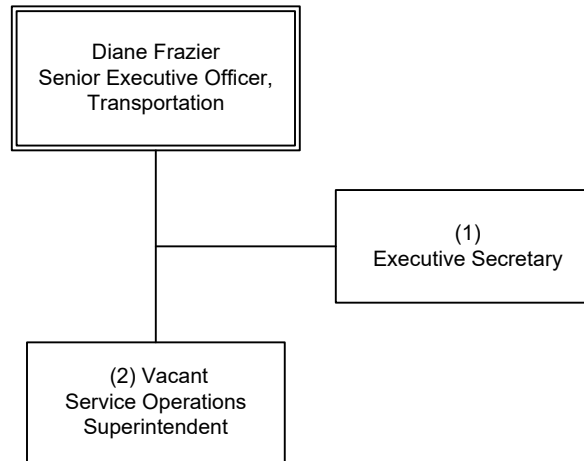 Diane Frazier
Senior Executive Officer,
Transportation
(1)
Executive Secretary
(2) Vacant
Service Operations
Superintendent